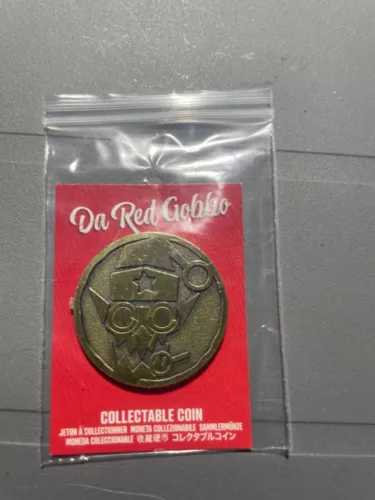 Da Red Gobbo
COLLECTABLE COIN
JETON À COLLECTIONNER MONETA COLLEZIONABILE SAMMLERMÜNZE
MONEDA COLECCIONABLE 收藏硬币 コレクタブルコイン